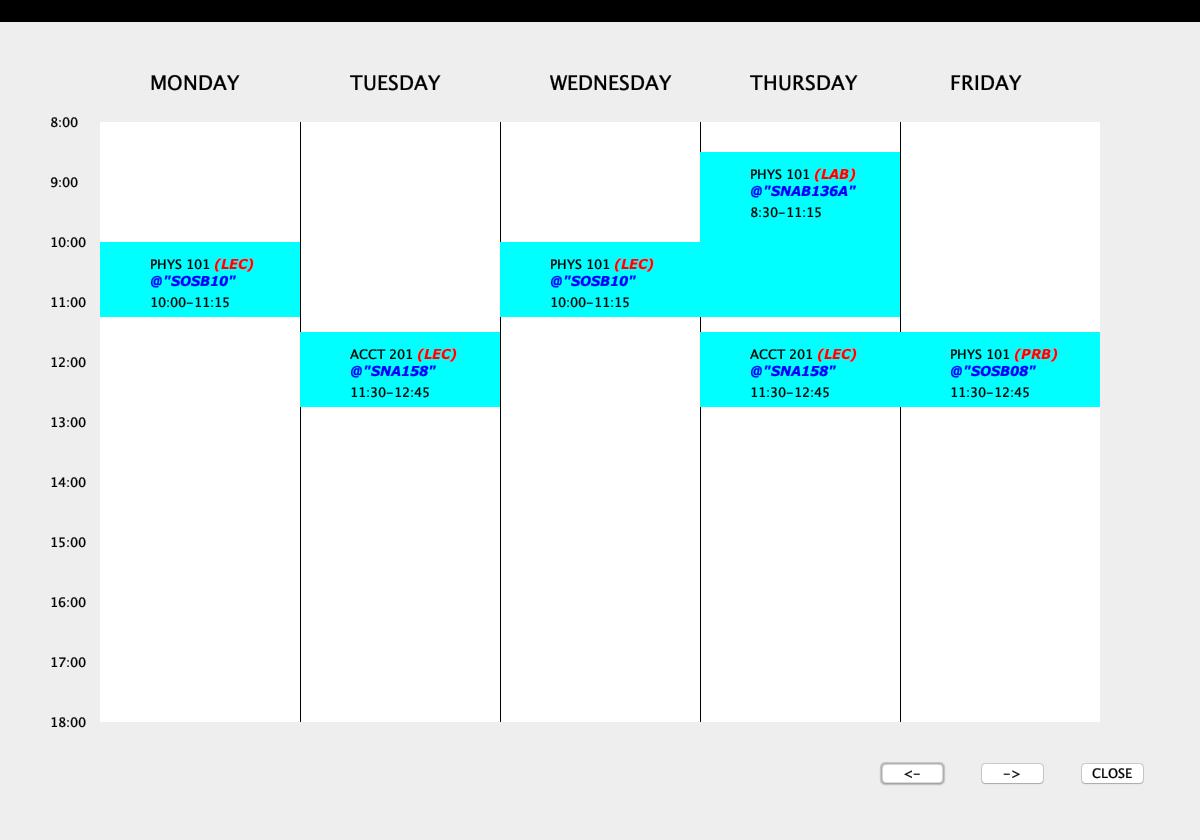 MONDAY TUESDAY WEDNESDAY THURSDAY FRIDAY
8:00
PHYS 101 (LAB)
@"SNAB136A"
8:30-11:15
9:00
10:00
PHYS 101 (LEC)
@"SOSB10"
10:00-11:15
PHYS 101 (LEC)
@"SOSB10"
10:00-11:15
11:00
ACCT 201 (LEC)
@"SNA158"
11:30-12:45
ACCT 201 (LEC)
@"SNA158"
11:30-12:45
PHYS 101 (PRB)
@"SOSB08"
11:30-12:45
12:00
13:00
14:00
15:00
16:00
17:00
18:00
<- -> CLOSE